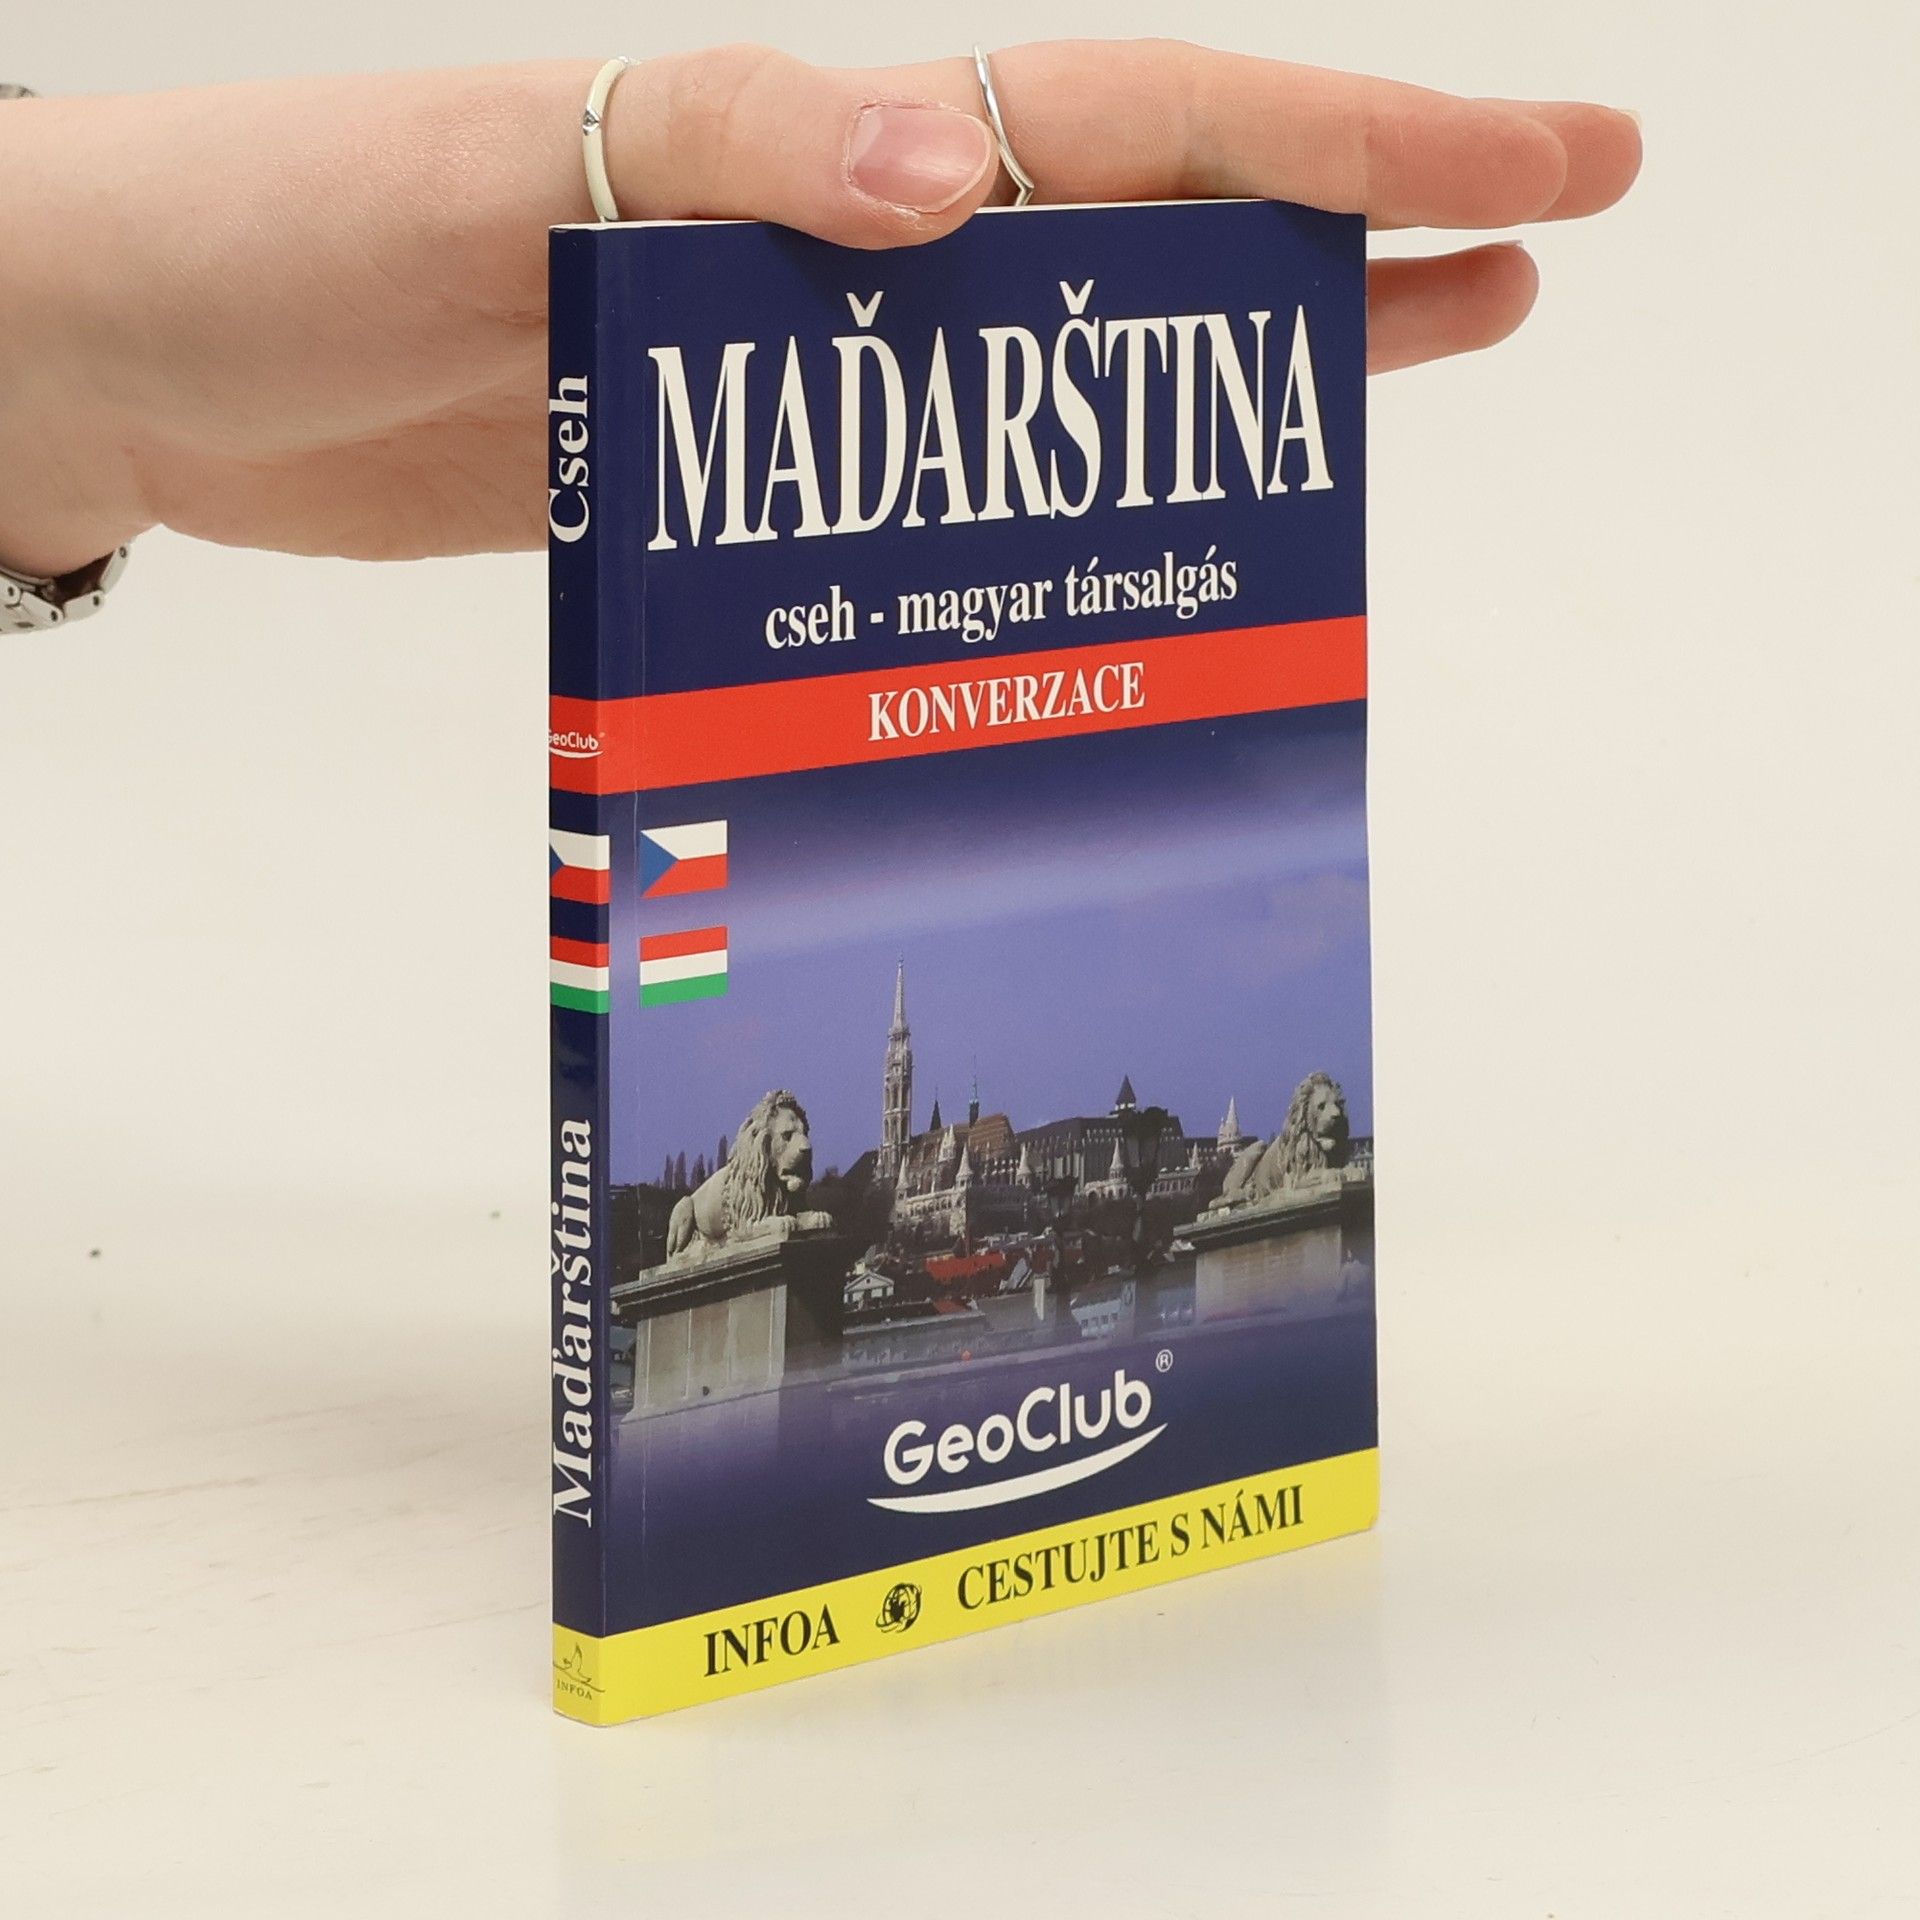 MAĎARŠTINA
cseh - magyar társalgás
KONVERZACE
GeoClub ®
INFOA CESTUJTE S NÁMI
Cseh
GeoClub
Maďarština
INFOA